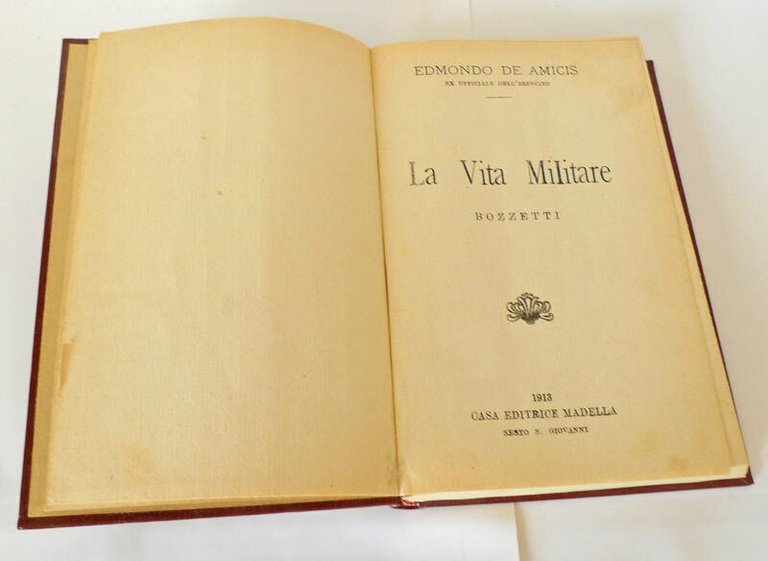 EDMONDO DE AMICIS
EX UFFICIALE DELL'ESERCITO
La Vita Militare
BOZZETTI
1913
CASA EDITRICE MADELLA
SESTO S. GIOVANNI